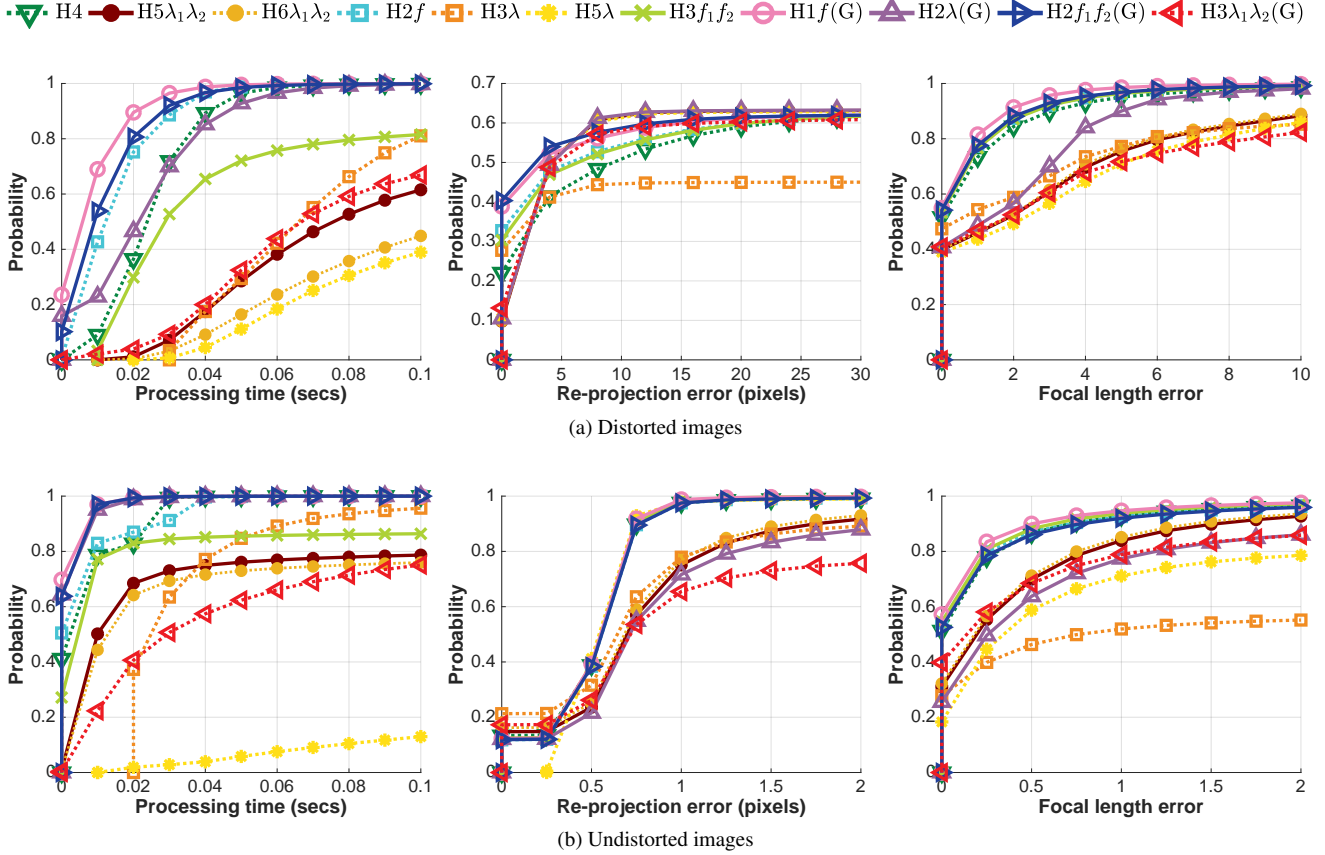 H4 H5λ₁λ₂ H6λ₁λ₂ H2f H3λ H5λ H3f₁f₂ H1f(G) H2λ(G) H2f₁f₂(G) H3λ₁λ₂(G)
1 0.8 0.6 0.4 0.2 0
Probability
0 0.02 0.04 0.06 0.08 0.1
Processing time (secs)
0.7 0.6 0.5 0.4 0.3 0.2 0.1 0
Probability
0 5 10 15 20 25 30
Re-projection error (pixels)
1 0.8 0.6 0.4 0.2 0
Probability
0 2 4 6 8 10
Focal length error
(a) Distorted images
1 0.8 0.6 0.4 0.2 0
Probability
0 0.02 0.04 0.06 0.08 0.1
Processing time (secs)
1 0.8 0.6 0.4 0.2 0
Probability
0 0.5 1 1.5 2
Re-projection error (pixels)
1 0.8 0.6 0.4 0.2 0
Probability
0 0.5 1 1.5 2
Focal length error
(b) Undistorted images